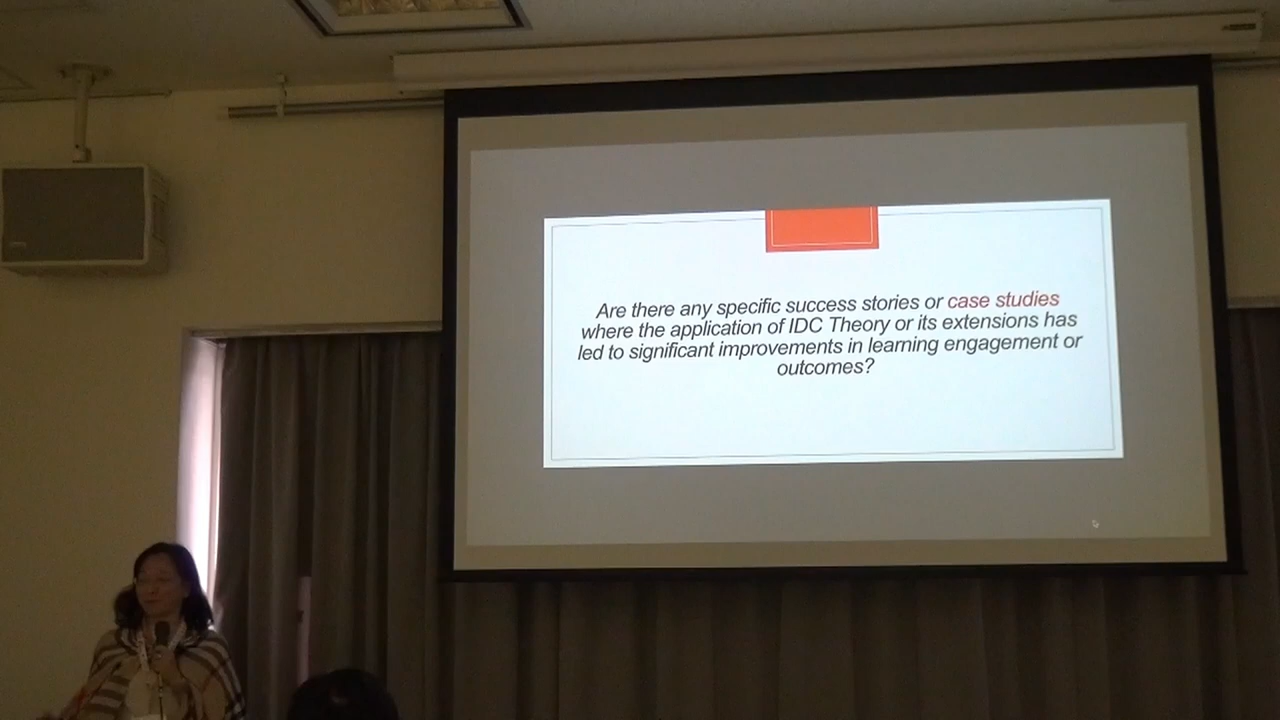 Are there any specific success stories or case studies
where the application of IDC Theory or its extensions has
led to significant improvements in learning engagement or
outcomes?